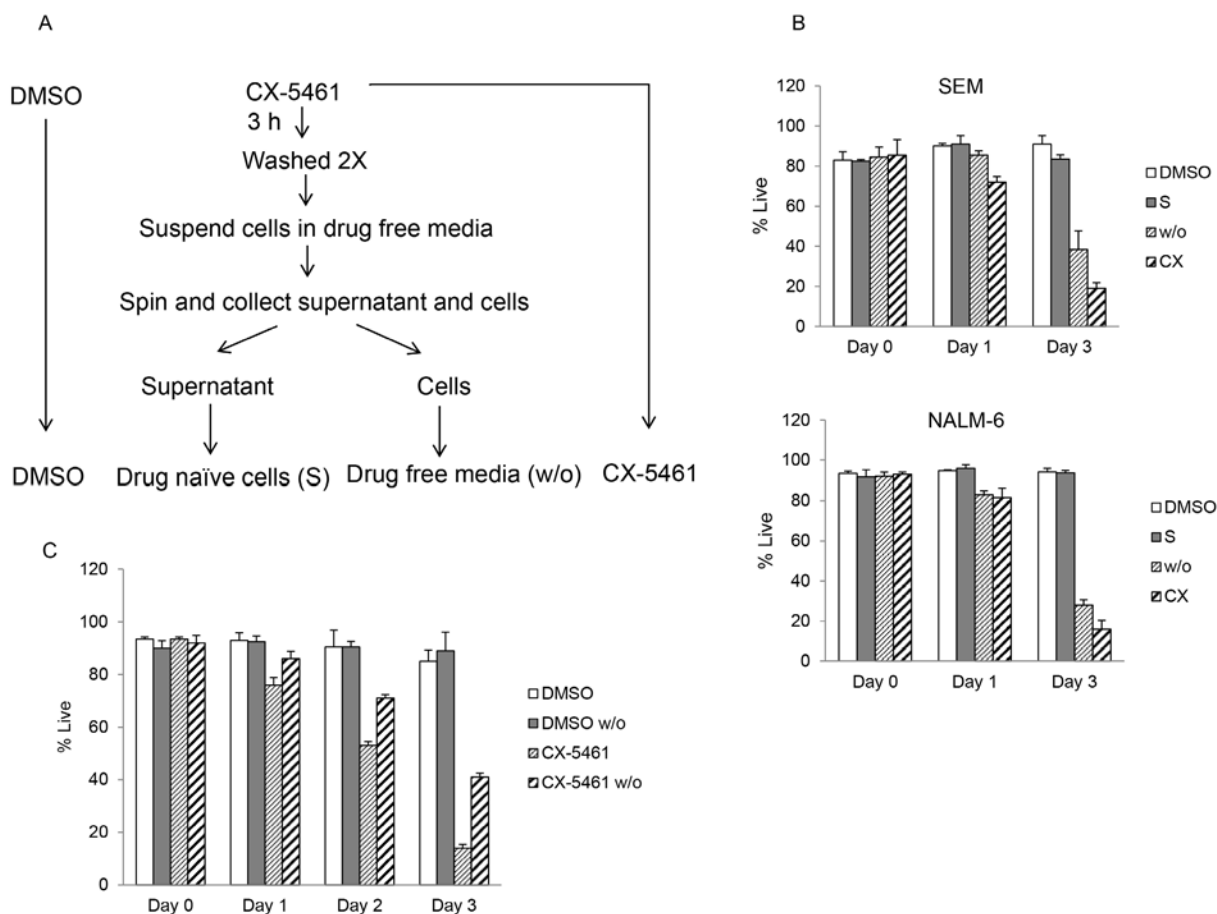 A
DMSO
CX-5461
3 h
Washed 2X
Suspend cells in drug free media
Spin and collect supernatant and cells
Supernatant
Cells
DMSO
Drug naïve cells (S)
Drug free media (w/o)
CX-5461
B
SEM
120
100
80
60
40
20
0
% Live
Day 0
Day 1
Day 3
DMSO
S
w/o
CX
NALM-6
120
100
80
60
40
20
0
% Live
Day 0
Day 1
Day 3
DMSO
S
w/o
CX
C
120
100
80
60
40
20
0
% Live
Day 0
Day 1
Day 2
Day 3
DMSO
DMSO w/o
CX-5461
CX-5461 w/o